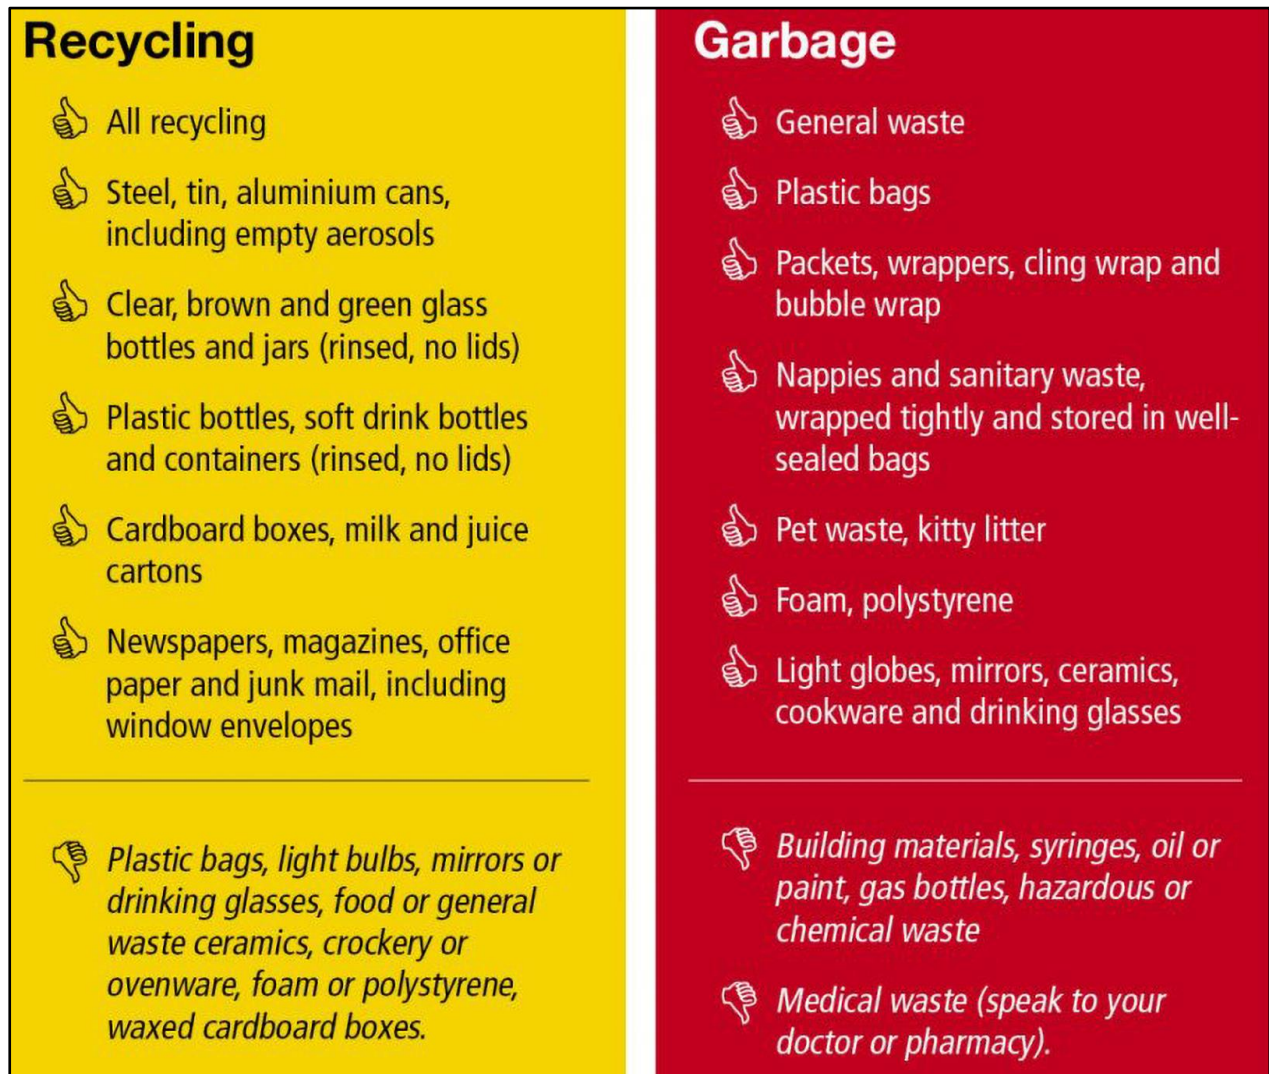 Recycling
All recycling
Steel, tin, aluminium cans,
including empty aerosols
Clear, brown and green glass
bottles and jars (rinsed, no lids)
Plastic bottles, soft drink bottles
and containers (rinsed, no lids)
Cardboard boxes, milk and juice
cartons
Newspapers, magazines, office
paper and junk mail, including
window envelopes
Plastic bags, light bulbs, mirrors or
drinking glasses, food or general
waste ceramics, crockery or
ovenware, foam or polystyrene,
waxed cardboard boxes.
Garbage
General waste
Plastic bags
Packets, wrappers, cling wrap and
bubble wrap
Nappies and sanitary waste,
wrapped tightly and stored in well-
sealed bags
Pet waste, kitty litter
Foam, polystyrene
Light globes, mirrors, ceramics,
cookware and drinking glasses
Building materials, syringes, oil or
paint, gas bottles, hazardous or
chemical waste
Medical waste (speak to your
doctor or pharmacy).